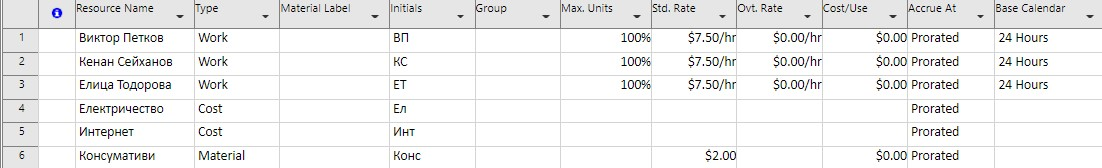 Resource Name Type Material Label Initials Group Max. Units Std. Rate Ovt. Rate Cost/Use Accrue At Base Calendar
1 Виктор Петков Work ВП 100% $7.50/hr $0.00/hr $0.00 Prorated 24 Hours
2 Кенан Сейханов Work КС 100% $7.50/hr $0.00/hr $0.00 Prorated 24 Hours
3 Елица Тодорова Work ЕТ 100% $7.50/hr $0.00/hr $0.00 Prorated 24 Hours
4 Електричество Cost Ел Prorated
5 Интернет Cost Инт Prorated
6 Консумативи Material Конс $2.00 $0.00 Prorated